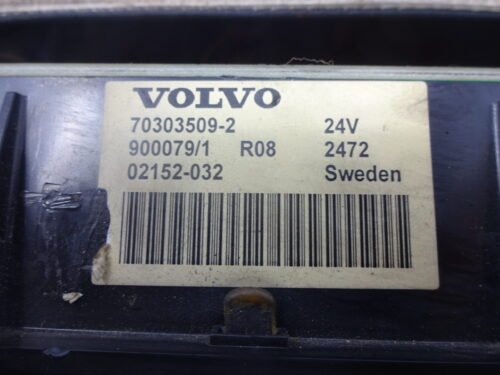 VOLVO
70303509-2 24V
900079/1 R08 2472
02152-032 Sweden